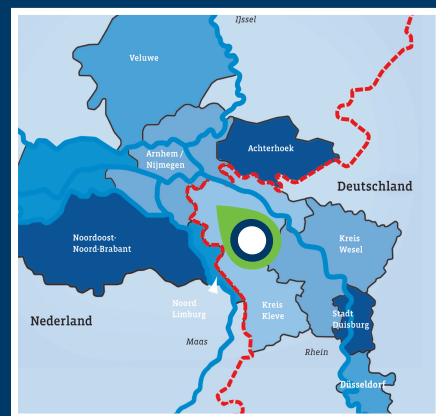 IJssel
Veluwe
Achterhoek
Arnhem /
Nijmegen
Deutschland
Noordoost-
Noord-Brabant
Kreis
Wesel
Noord
Limburg
Kreis
Kleve
Stadt
Duisburg
Nederland
Maas
Rhein
Düsseldorf